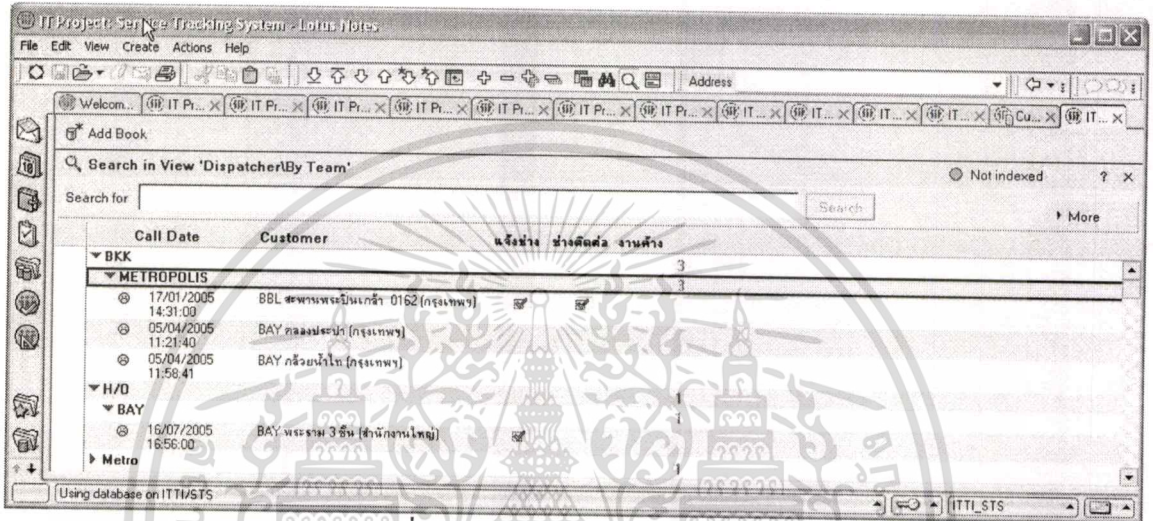 IT Project: Service Tracking System - Lotus Notes
File Edit View Create Actions Help
Address
Welcom... IT Pr... IT Pr... IT Pr... IT Pr... IT Pr... IT Pr... IT Pr... IT ... IT ... IT ... IT ... Cu... IT ...
Add Book
Search in View 'Dispatcher\By Team' Not indexed ? ×
Search for Search
More
Call Date Customer แจ้งช่าง ช่างติดต่อ งานค้าง
BKK 3
METROPOLIS 3
17/01/2005 BBL สะพานพระปิ่นเกล้า 0162 (กรุงเทพฯ)
14:31:00
05/04/2005 BAY คลองประปา (กรุงเทพฯ)
11:21:40
05/04/2005 BAY กล้วยน้ำไท (กรุงเทพฯ)
11:58:41
H/O 1
BAY 1
16/07/2005 BAY พระราม 3 ชั้น (สำนักงานใหญ่)
16:56:00
Metro 1
Using database on ITTI/STS ITTI_STS